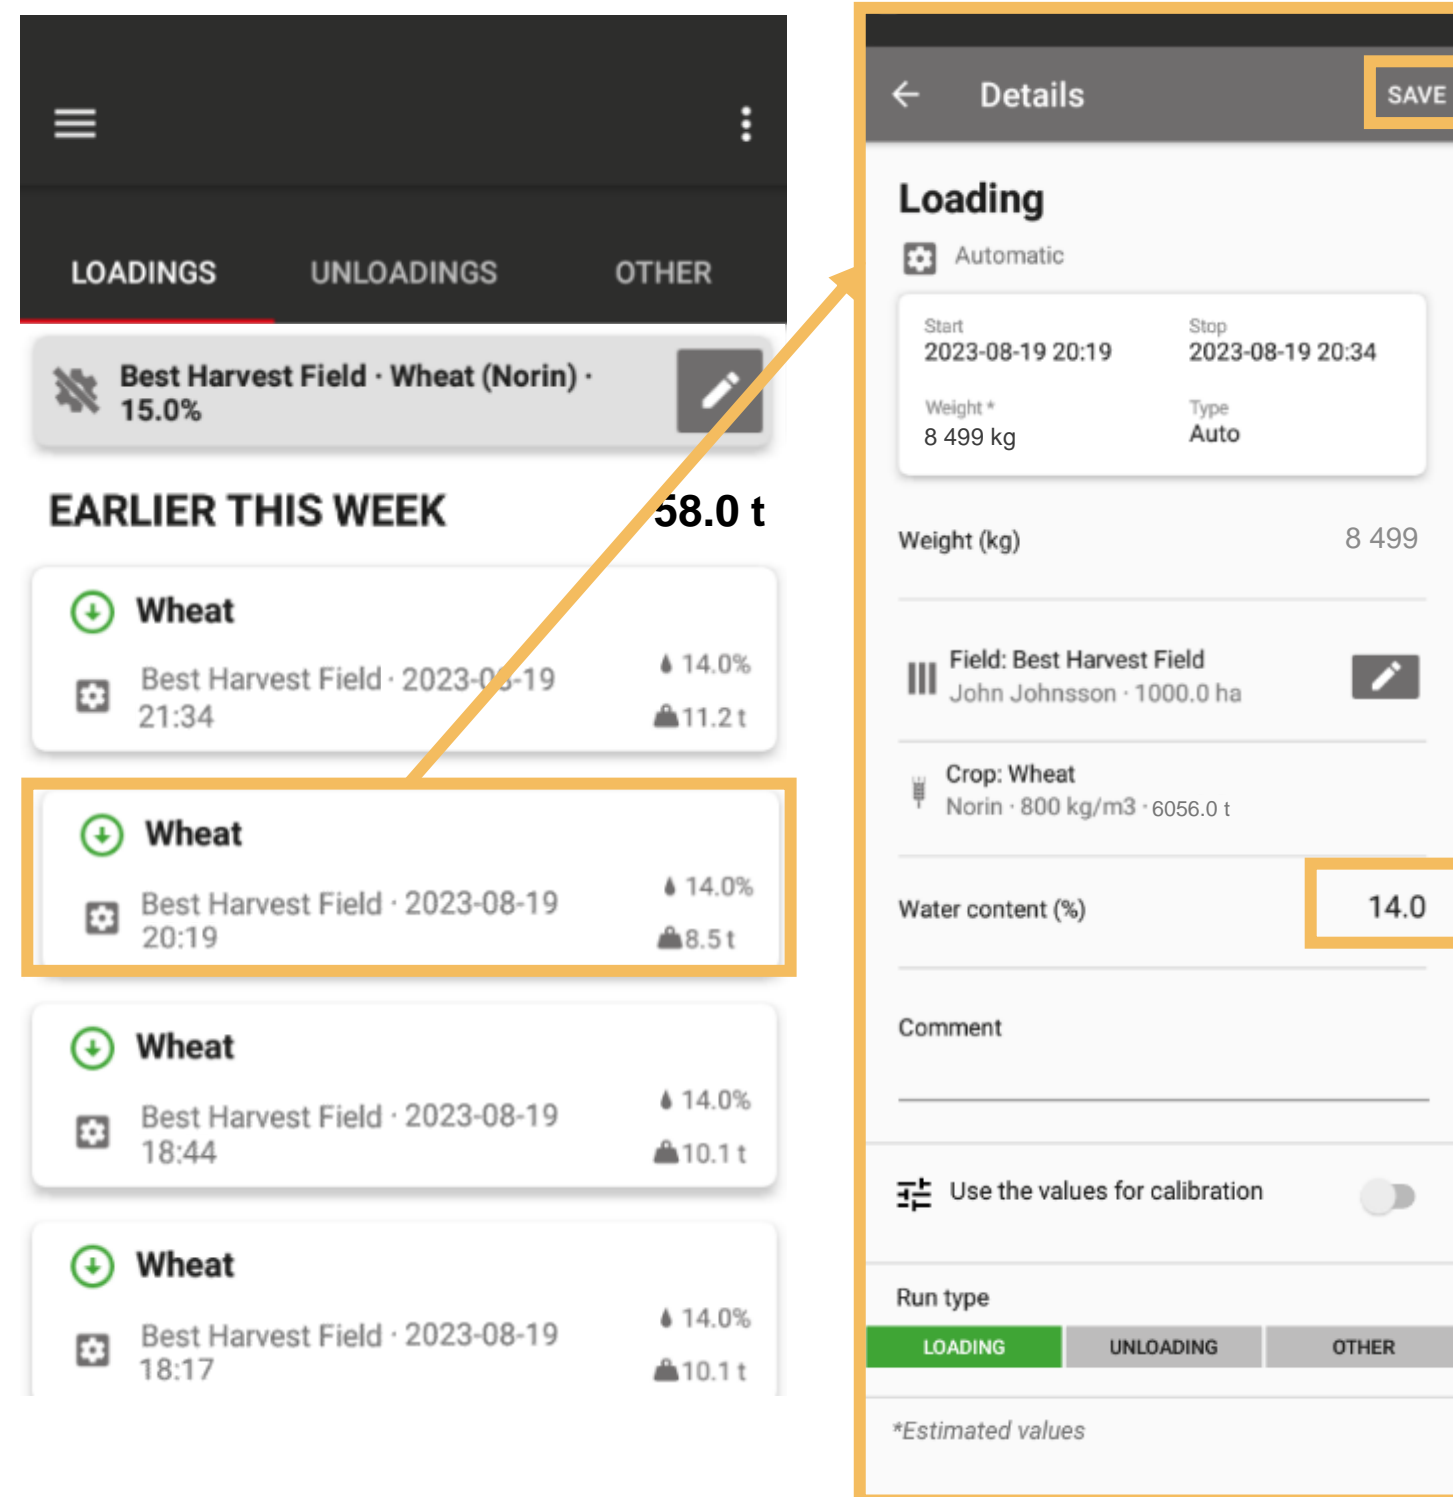 LOADINGS UNLOADINGS OTHER
Best Harvest Field · Wheat (Norin) ·
15.0%
EARLIER THIS WEEK 58.0 t
Wheat
Best Harvest Field · 2023-08-19 14.0%
21:34 11.2 t
Wheat
Best Harvest Field · 2023-08-19 14.0%
20:19 8.5 t
Wheat
Best Harvest Field · 2023-08-19 14.0%
18:44 10.1 t
Wheat
Best Harvest Field · 2023-08-19 14.0%
18:17 10.1 t
Details SAVE
Loading
Automatic
Start Stop
2023-08-19 20:19 2023-08-19 20:34
Weight * Type
8 499 kg Auto
Weight (kg) 8 499
Field: Best Harvest Field
John Johnsson · 1000.0 ha
Crop: Wheat
Norin · 800 kg/m3 · 6056.0 t
Water content (%) 14.0
Comment
Use the values for calibration
Run type
LOADING UNLOADING OTHER
*Estimated values